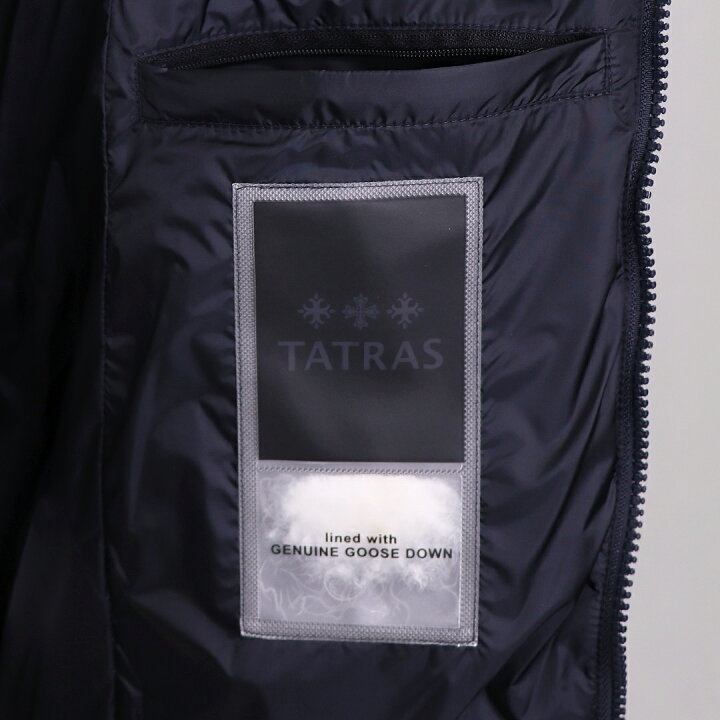 TATRAS
lined with
GENUINE GOOSE DOWN